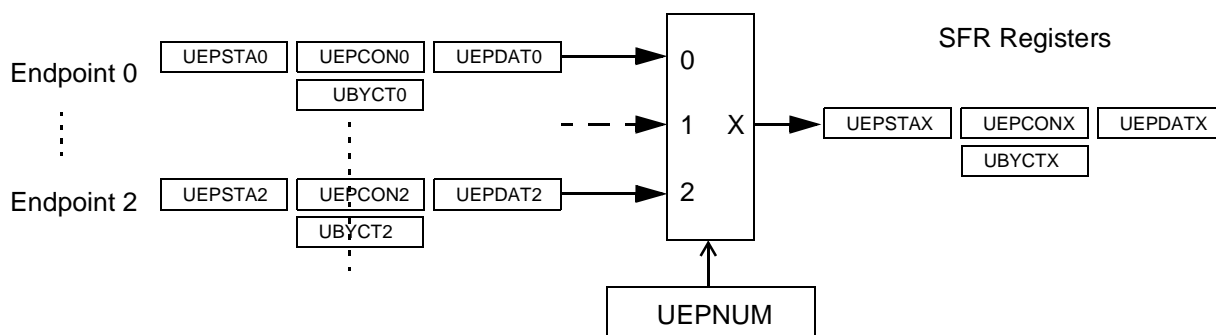 SFR Registers
Endpoint 0 UEPSTA0 UEPCON0 UEPDAT0 0
UBYCT0
1 X UEPSTAX UEPCONX UEPDATX
UBYCTX
Endpoint 2 UEPSTA2 UEPCON2 UEPDAT2 2
UBYCT2
UEPNUM